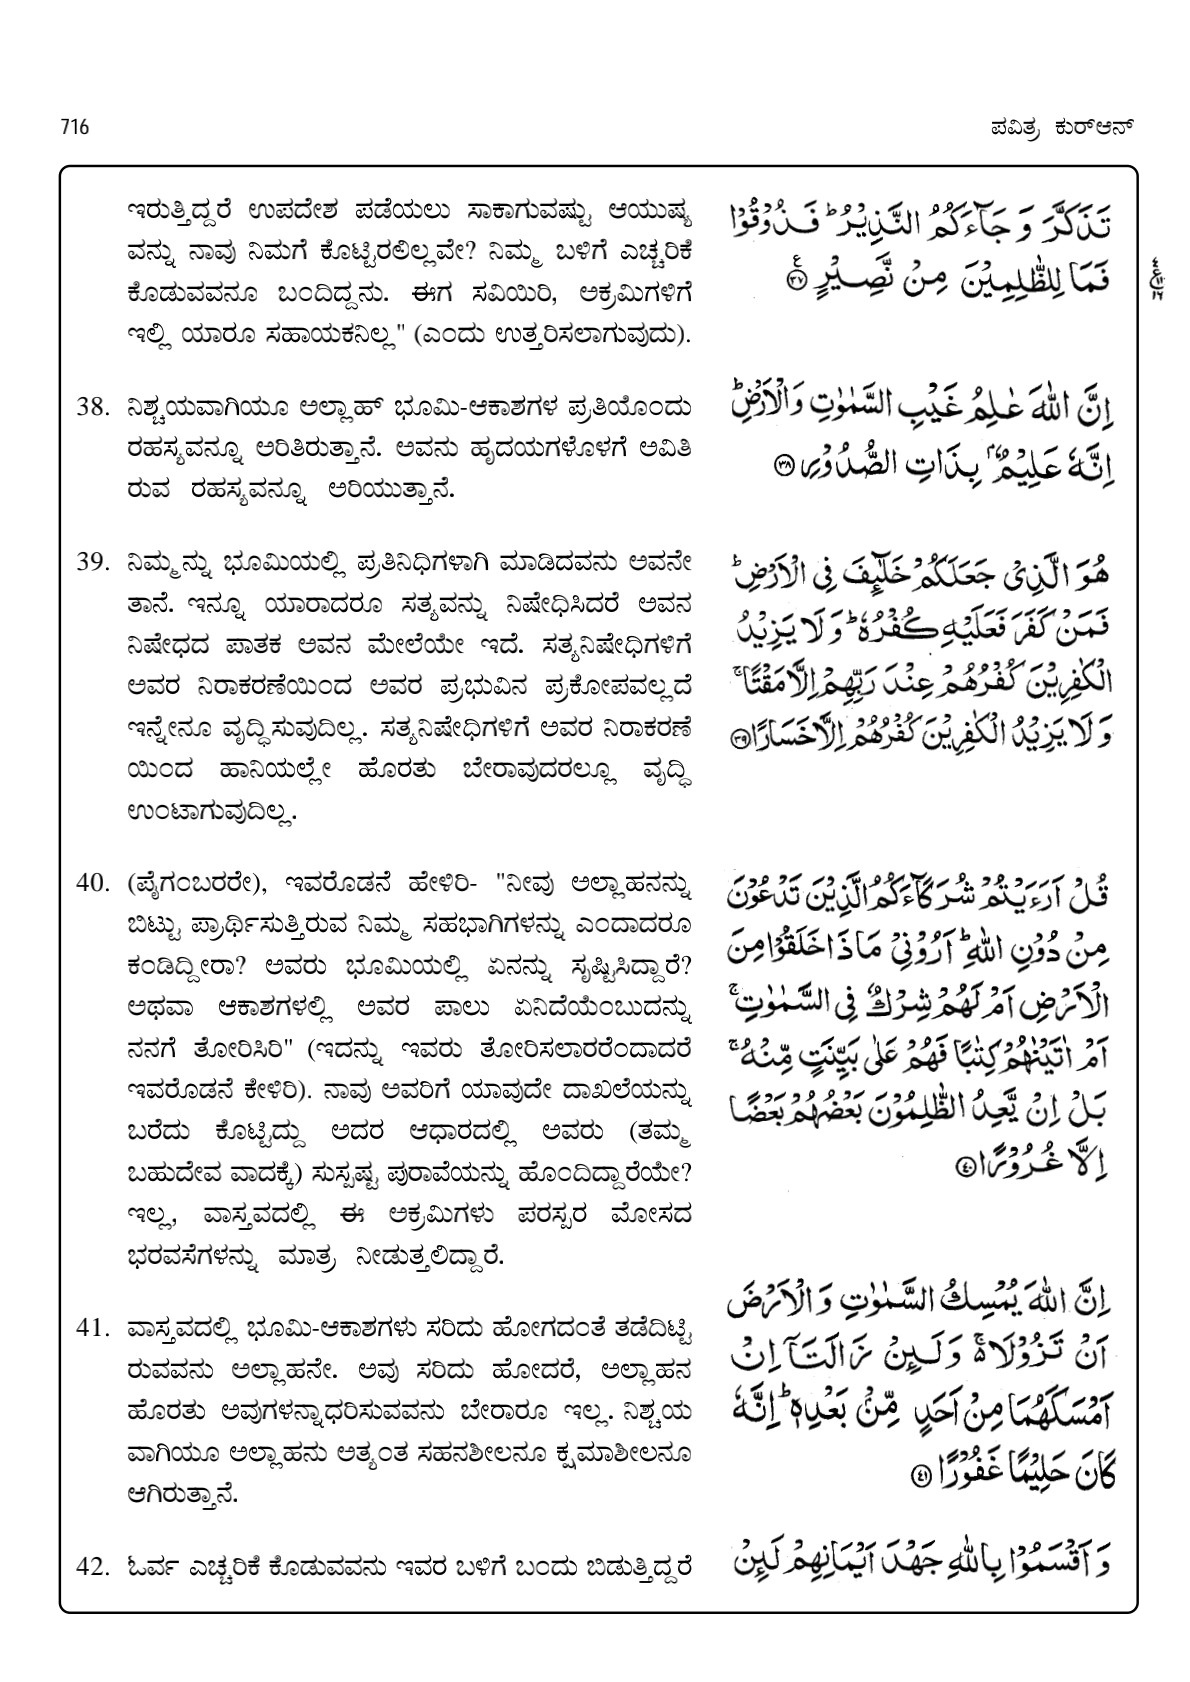 716
ಪವಿತ್ರ ಕುರ್‌ಆನ್
ಇರುತ್ತಿದ್ದರೆ ಉಪದೇಶ ಪಡೆಯಲು ಸಾಕಾಗುವಷ್ಟು ಆಯುಷ್ಯ
ವನ್ನು ನಾವು ನಿಮಗೆ ಕೊಟ್ಟಿರಲಿಲ್ಲವೇ? ನಿಮ್ಮ ಬಳಿಗೆ ಎಚ್ಚರಿಕೆ
ಕೊಡುವವನೂ ಬಂದಿದ್ದನು. ಈಗ ಸವಿಯಿರಿ, ಅಕ್ರಮಿಗಳಿಗೆ
ಇಲ್ಲಿ ಯಾರೂ ಸಹಾಯಕನಿಲ್ಲ" (ಎಂದು ಉತ್ತರಿಸಲಾಗುವುದು).
38. ನಿಶ್ಚಯವಾಗಿಯೂ ಅಲ್ಲಾಹ್ ಭೂಮಿ-ಆಕಾಶಗಳ ಪ್ರತಿಯೊಂದು
ರಹಸ್ಯವನ್ನೂ ಅರಿತಿರುತ್ತಾನೆ. ಅವನು ಹೃದಯಗಳೊಳಗೆ ಅವಿತಿ
ರುವ ರಹಸ್ಯವನ್ನೂ ಅರಿಯುತ್ತಾನೆ.
39. ನಿಮ್ಮನ್ನು ಭೂಮಿಯಲ್ಲಿ ಪ್ರತಿನಿಧಿಗಳಾಗಿ ಮಾಡಿದವನು ಅವನೇ
ತಾನೆ. ಇನ್ನೂ ಯಾರಾದರೂ ಸತ್ಯವನ್ನು ನಿಷೇಧಿಸಿದರೆ ಅವನ
ನಿಷೇಧದ ಪಾತಕ ಅವನ ಮೇಲೆಯೇ ಇದೆ. ಸತ್ಯನಿಷೇಧಿಗಳಿಗೆ
ಅವರ ನಿರಾಕರಣೆಯಿಂದ ಅವರ ಪ್ರಭುವಿನ ಪ್ರಕೋಪವಲ್ಲದೆ
ಇನ್ನೇನೂ ವೃದ್ಧಿಸುವುದಿಲ್ಲ. ಸತ್ಯನಿಷೇಧಿಗಳಿಗೆ ಅವರ ನಿರಾಕರಣೆ
ಯಿಂದ ಹಾನಿಯಲ್ಲೇ ಹೊರತು ಬೇರಾವುದರಲ್ಲೂ ವೃದ್ಧಿ
ಉಂಟಾಗುವುದಿಲ್ಲ.
40. (ಪೈಗಂಬರರೇ), ಇವರೊಡನೆ ಹೇಳಿರಿ- "ನೀವು ಅಲ್ಲಾಹನನ್ನು
ಬಿಟ್ಟು ಪ್ರಾರ್ಥಿಸುತ್ತಿರುವ ನಿಮ್ಮ ಸಹಭಾಗಿಗಳನ್ನು ಎಂದಾದರೂ
ಕಂಡಿದ್ದೀರಾ? ಅವರು ಭೂಮಿಯಲ್ಲಿ ಏನನ್ನು ಸೃಷ್ಟಿಸಿದ್ದಾರೆ?
ಅಥವಾ ಆಕಾಶಗಳಲ್ಲಿ ಅವರ ಪಾಲು ಏನಿದೆಯೆಂಬುದನ್ನು
ನನಗೆ ತೋರಿಸಿರಿ" (ಇದನ್ನು ಇವರು ತೋರಿಸಲಾರರೆಂದಾದರೆ
ಇವರೊಡನೆ ಕೇಳಿರಿ). ನಾವು ಅವರಿಗೆ ಯಾವುದೇ ದಾಖಲೆಯನ್ನು
ಬರೆದು ಕೊಟ್ಟಿದ್ದು ಅದರ ಆಧಾರದಲ್ಲಿ ಅವರು (ತಮ್ಮ
ಬಹುದೇವ ವಾದಕ್ಕೆ) ಸುಸ್ಪಷ್ಟ ಪುರಾವೆಯನ್ನು ಹೊಂದಿದ್ದಾರೆಯೇ?
ಇಲ್ಲ, ವಾಸ್ತವದಲ್ಲಿ ಈ ಅಕ್ರಮಿಗಳು ಪರಸ್ಪರ ಮೋಸದ
ಭರವಸೆಗಳನ್ನು ಮಾತ್ರ ನೀಡುತ್ತಲಿದ್ದಾರೆ.
41. ವಾಸ್ತವದಲ್ಲಿ ಭೂಮಿ-ಆಕಾಶಗಳು ಸರಿದು ಹೋಗದಂತೆ ತಡೆದಿಟ್ಟಿ
ರುವವನು ಅಲ್ಲಾಹನೇ. ಅವು ಸರಿದು ಹೋದರೆ, ಅಲ್ಲಾಹನ
ಹೊರತು ಅವುಗಳನ್ನಾಧರಿಸುವವನು ಬೇರಾರೂ ಇಲ್ಲ. ನಿಶ್ಚಯ
ವಾಗಿಯೂ ಅಲ್ಲಾಹನು ಅತ್ಯಂತ ಸಹನಶೀಲನೂ ಕ್ಷಮಾಶೀಲನೂ
ಆಗಿರುತ್ತಾನೆ.
42. ಓರ್ವ ಎಚ್ಚರಿಕೆ ಕೊಡುವವನು ಇವರ ಬಳಿಗೆ ಬಂದು ಬಿಡುತ್ತಿದ್ದರೆ
تَذَكَّرَ وَ جَآءَكُمُ النَّذِيْرُ ؕ فَذُوْقُوْا
فَمَا لِلظّٰلِمِيْنَ مِنْ نَّصِيْرٍ ۝۳۷
اِنَّ اللّٰهَ عٰلِمُ غَيْبِ السَّمٰوٰتِ وَالْاَرْضِ ؕ
اِنَّهٗ عَلِيْمٌۢ بِذَاتِ الصُّدُوْرِ ۝۳۸
هُوَ الَّذِيْ جَعَلَكُمْ خَلٰٓئِفَ فِي الْاَرْضِ ؕ
فَمَنْ كَفَرَ فَعَلَيْهِ كُفْرُهٗ ؕ وَ لَا يَزِيْدُ
الْكٰفِرِيْنَ كُفْرُهُمْ عِنْدَ رَبِّهِمْ اِلَّا مَقْتًا ۚ
وَ لَا يَزِيْدُ الْكٰفِرِيْنَ كُفْرُهُمْ اِلَّا خَسَارًا ۝۳۹
قُلْ اَرَءَيْتُمْ شُرَكَآءَكُمُ الَّذِيْنَ تَدْعُوْنَ
مِنْ دُوْنِ اللّٰهِ ؕ اَرُوْنِيْ مَاذَا خَلَقُوْا مِنَ
الْاَرْضِ اَمْ لَهُمْ شِرْكٌ فِي السَّمٰوٰتِ ۚ
اَمْ اٰتَيْنٰهُمْ كِتٰبًا فَهُمْ عَلٰى بَيِّنَتٍ مِّنْهُ ۚ
بَلْ اِنْ يَّعِدُ الظّٰلِمُوْنَ بَعْضُهُمْ بَعْضًا
اِلَّا غُرُوْرًا ۝۴۰
اِنَّ اللّٰهَ يُمْسِكُ السَّمٰوٰتِ وَ الْاَرْضَ
اَنْ تَزُوْلَا ۚ۬ وَ لَئِنْ زَالَتَاۤ اِنْ
اَمْسَكَهُمَا مِنْ اَحَدٍ مِّنْۢ بَعْدِهٖ ؕ اِنَّهٗ
كَانَ حَلِيْمًا غَفُوْرًا ۝۴۱
وَ اَقْسَمُوْا بِاللّٰهِ جَهْدَ اَيْمَانِهِمْ لَئِنْ